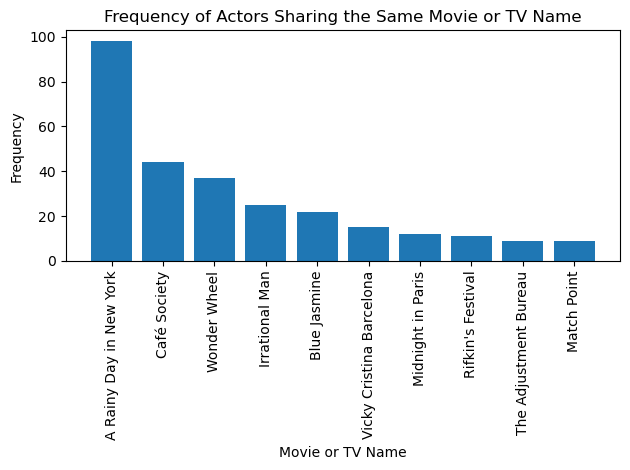 Frequency of Actors Sharing the Same Movie or TV Name
Frequency
100
80
60
40
20
0
A Rainy Day in New York
Café Society
Wonder Wheel
Irrational Man
Blue Jasmine
Vicky Cristina Barcelona
Midnight in Paris
Rifkin's Festival
The Adjustment Bureau
Match Point
Movie or TV Name